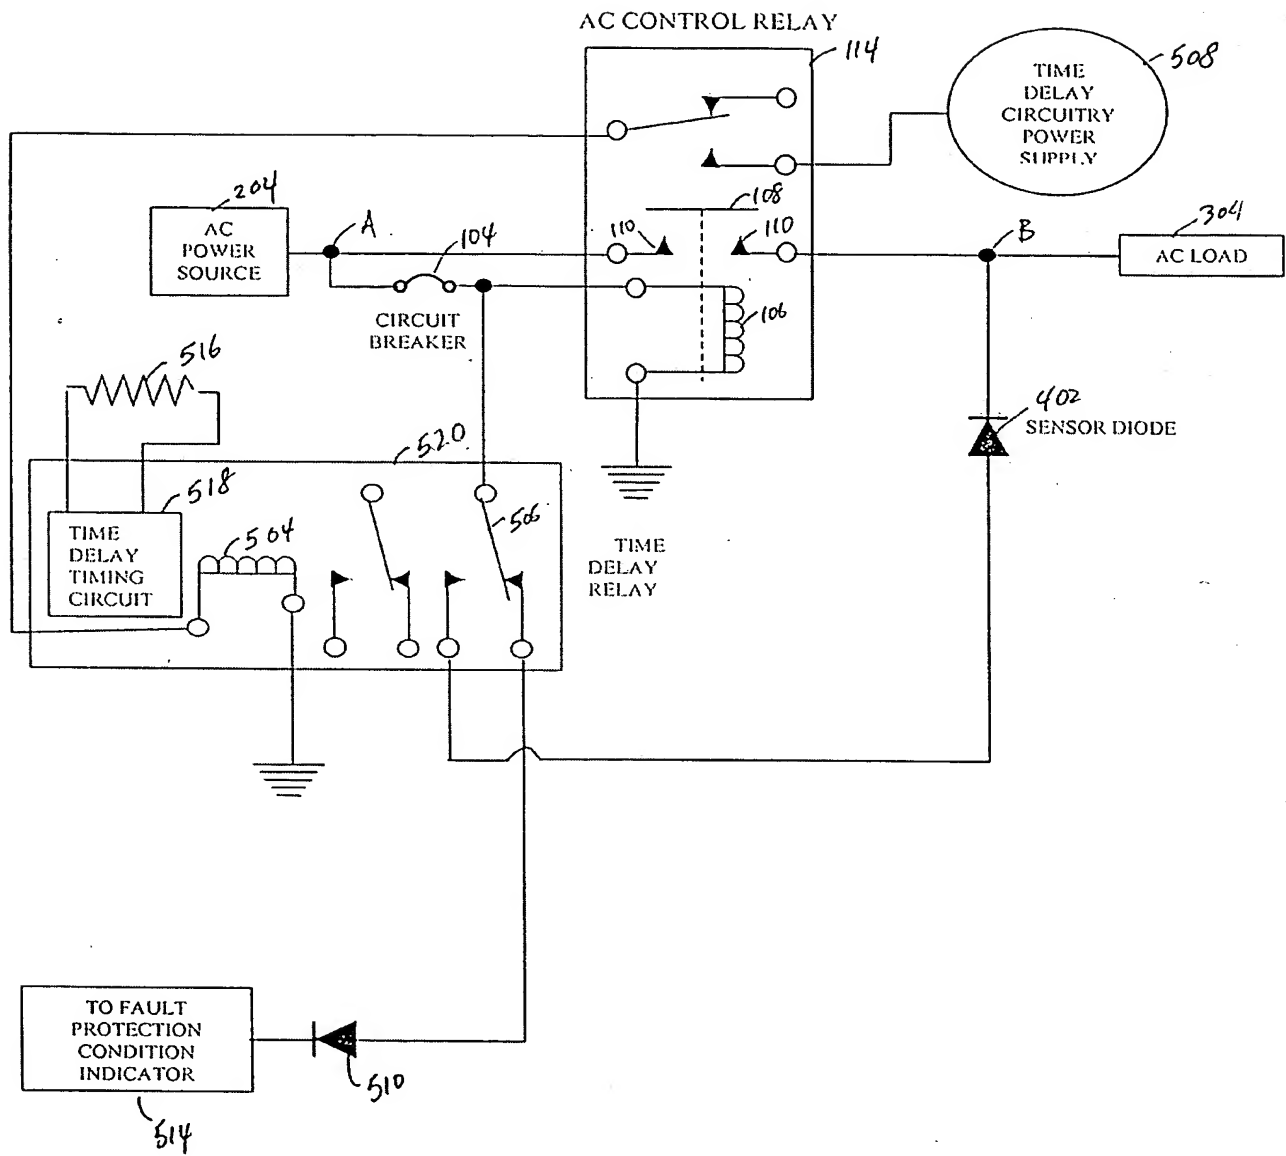 AC CONTROL RELAY
114
TIME
DELAY
CIRCUITRY
POWER
SUPPLY
508
204
AC
POWER
SOURCE
A
104
CIRCUIT
BREAKER
108
110
110
106
B
304
AC LOAD
516
402
SENSOR DIODE
520
518
TIME
DELAY
TIMING
CIRCUIT
504
506
TIME
DELAY
RELAY
TO FAULT
PROTECTION
CONDITION
INDICATOR
510
514